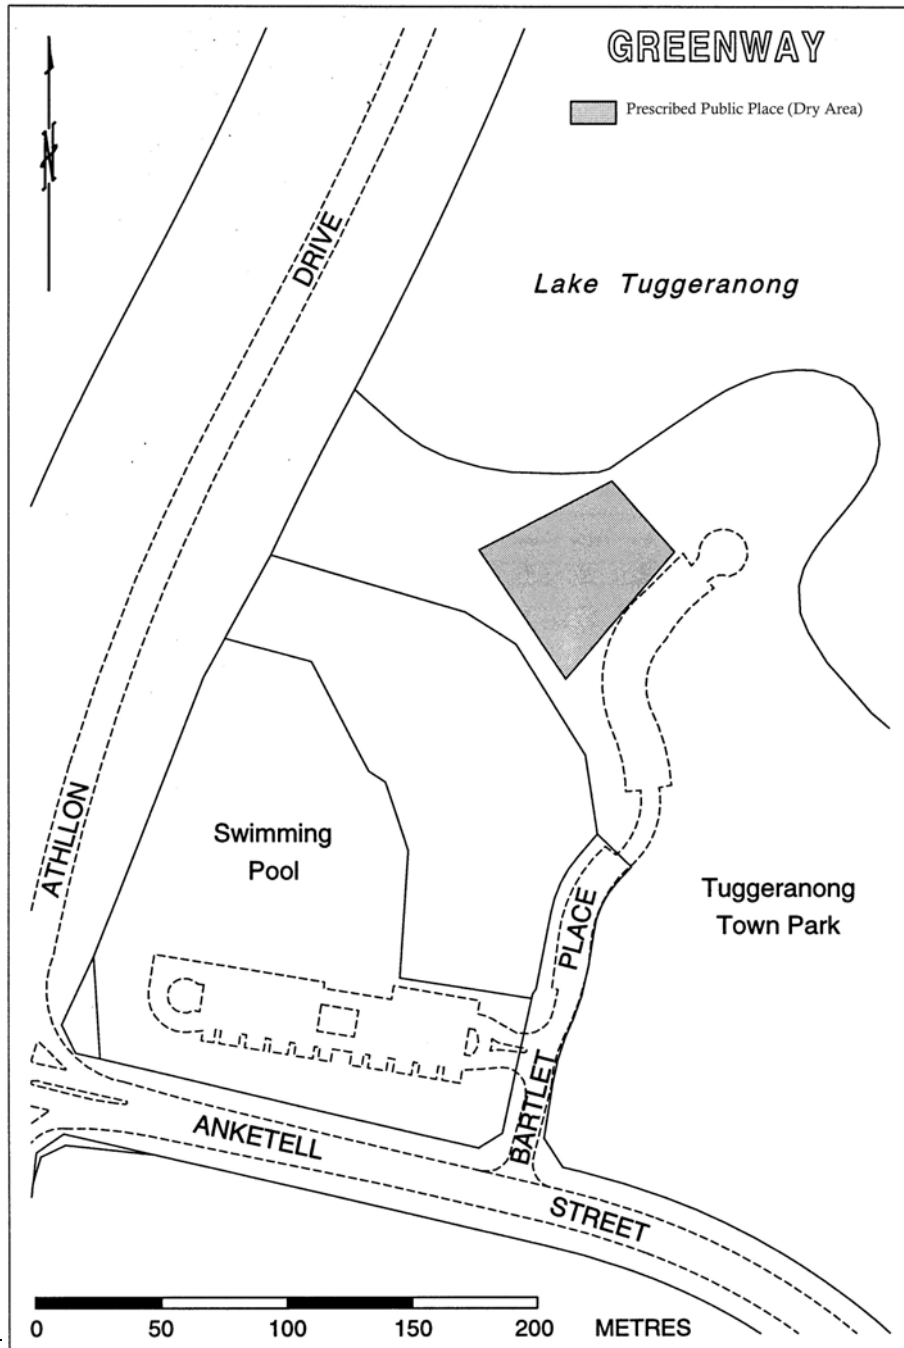 GREENWAY
Prescribed Public Place (Dry Area)
N
DRIVE
Lake Tuggeranong
ATHLLON
Swimming
Pool
PLACE
Tuggeranong
Town Park
BARTLET
ANKETELL
STREET
0 50 100 150 200 METRES